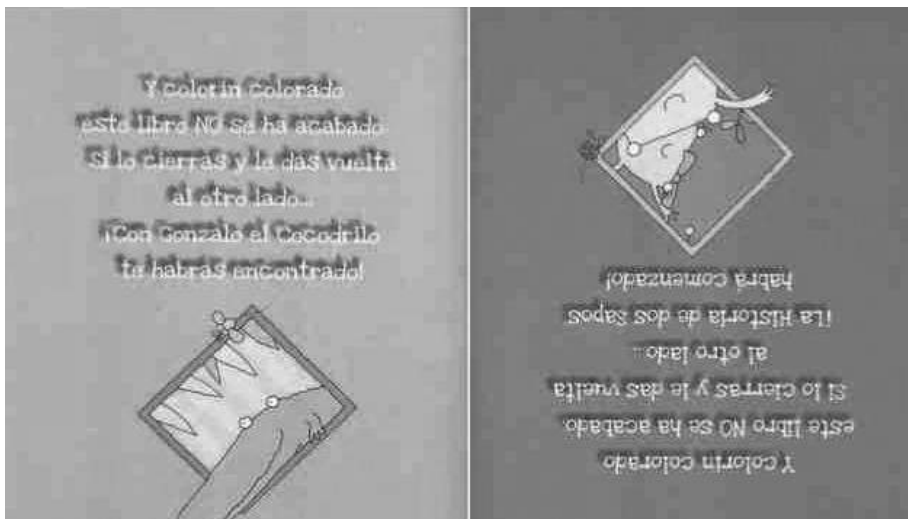 Y colorín colorado
este libro NO se ha acabado.
Si lo cierras y le das vuelta
al otro lado...
¡Con Gonzalo el Cocodrilo
te habrás encontrado!
Y colorín colorado
este libro NO se ha acabado.
Si lo cierras y le das vuelta
al otro lado...
¡La Historia de dos Sapos
habrá comenzado!